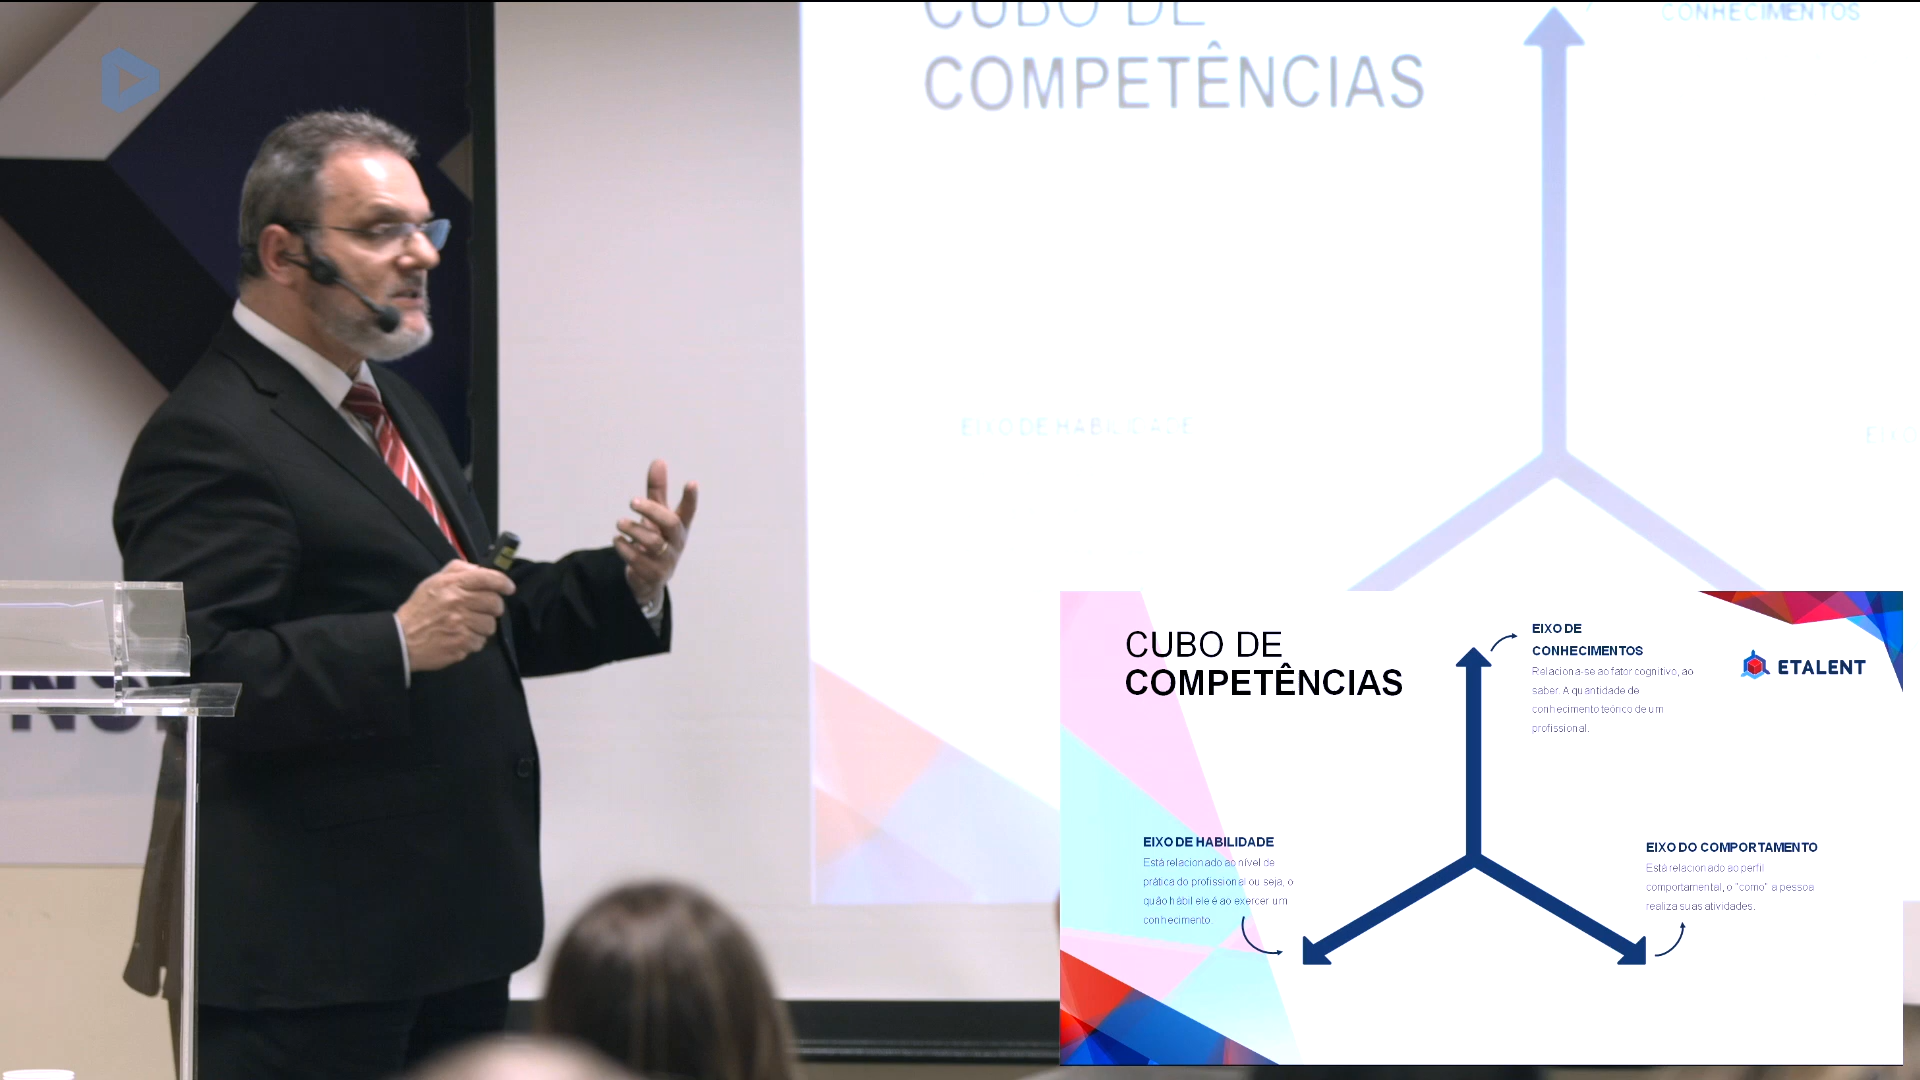 CUBO DE
COMPETÊNCIAS
CONHECIMENTOS
EIXO DE HABILIDADE
CUBO DE
COMPETÊNCIAS
EIXO DE
CONHECIMENTOS
Relaciona-se ao fator cognitivo, ao
saber. A quantidade de
conhecimento teórico de um
profissional.
ETALENT
EIXO DE HABILIDADE
Está relacionado ao nível de
prática do profissional ou seja, o
quão hábil ele é ao exercer um
conhecimento
EIXO DO COMPORTAMENTO
Está relacionado ao perfil
comportamental, o "como" a pessoa
realiza suas atividades.